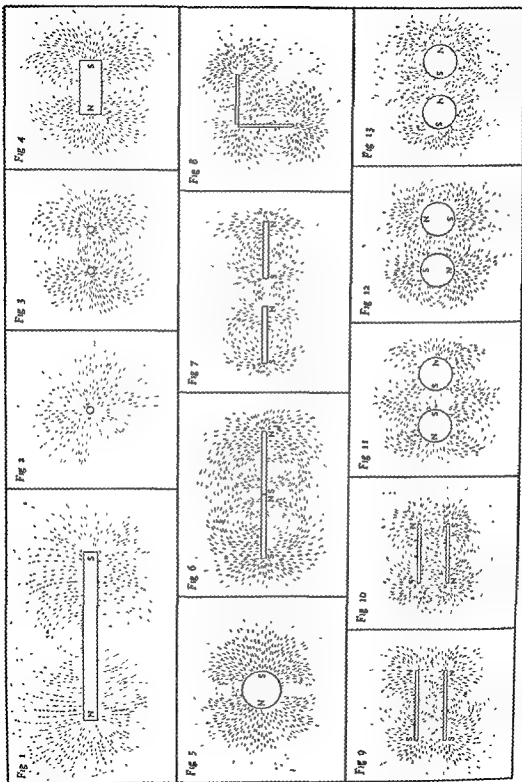 Fig 1
N S
Fig 2
Fig 3
Fig 4
N S
Fig 5
N S
Fig 6
S N S N
Fig 7
S N S
Fig 8
Fig 9
S
S
Fig 10
S N
N S
Fig 11
N S S N
Fig 12
S N
N S
Fig 13
S N S N